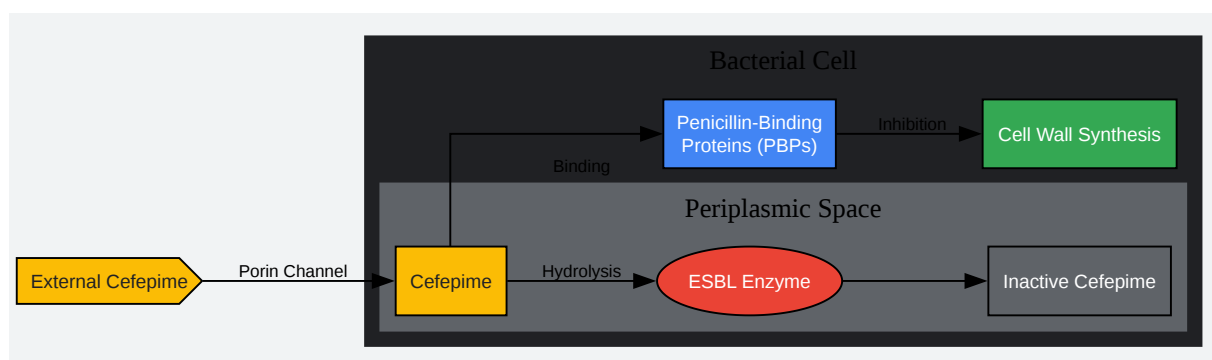 Bacterial Cell
Penicillin-Binding
Proteins (PBPs)
Inhibition
Cell Wall Synthesis
Binding
Periplasmic Space
External Cefepime
Porin Channel
Cefepime
Hydrolysis
ESBL Enzyme
Inactive Cefepime